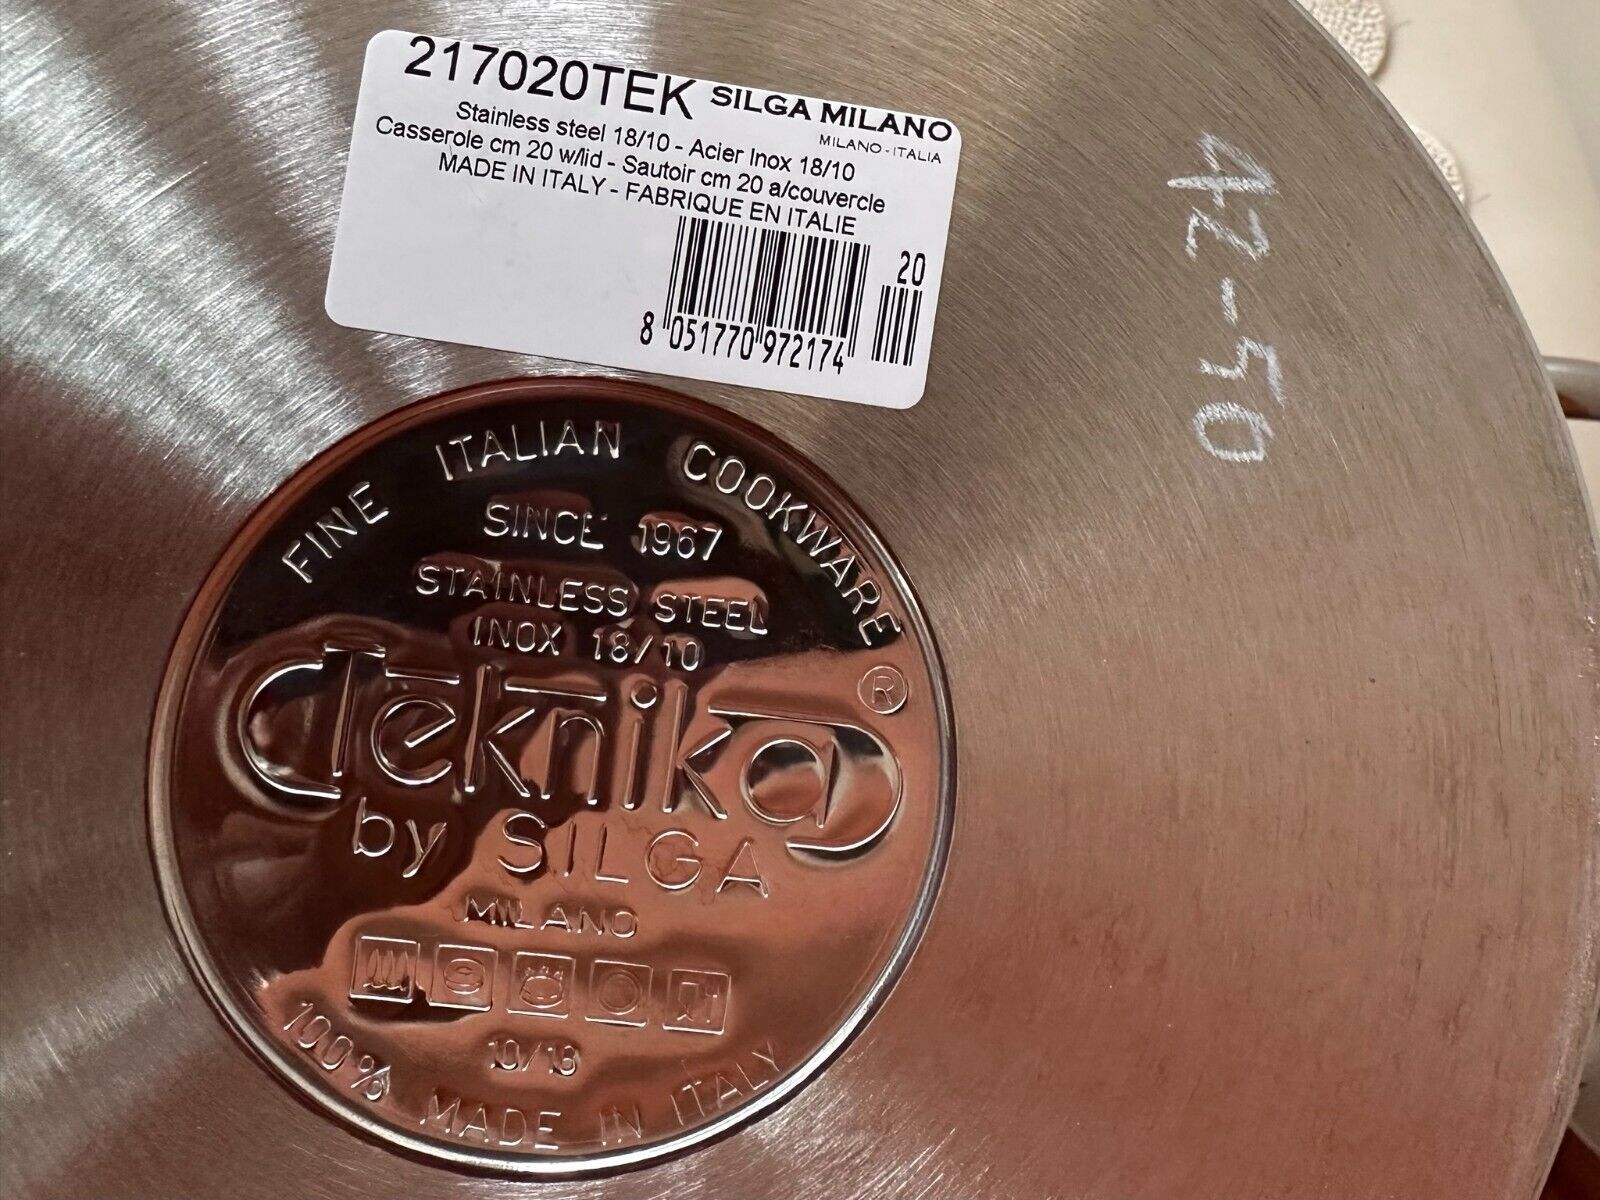 217020TEK SILGA MILANO
MILANO - ITALIA
Stainless steel 18/10 - Acier Inox 18/10
Casserole cm 20 w/lid - Sautoir cm 20 a/couvercle
MADE IN ITALY - FABRIQUE EN ITALIE
20
8 051770 972174
42-50
FINE ITALIAN COOKWARE
SINCE 1967
STAINLESS STEEL
INOX 18/10
Teknika ®
by SILGA
MILANO
10/18
100% MADE IN ITALY